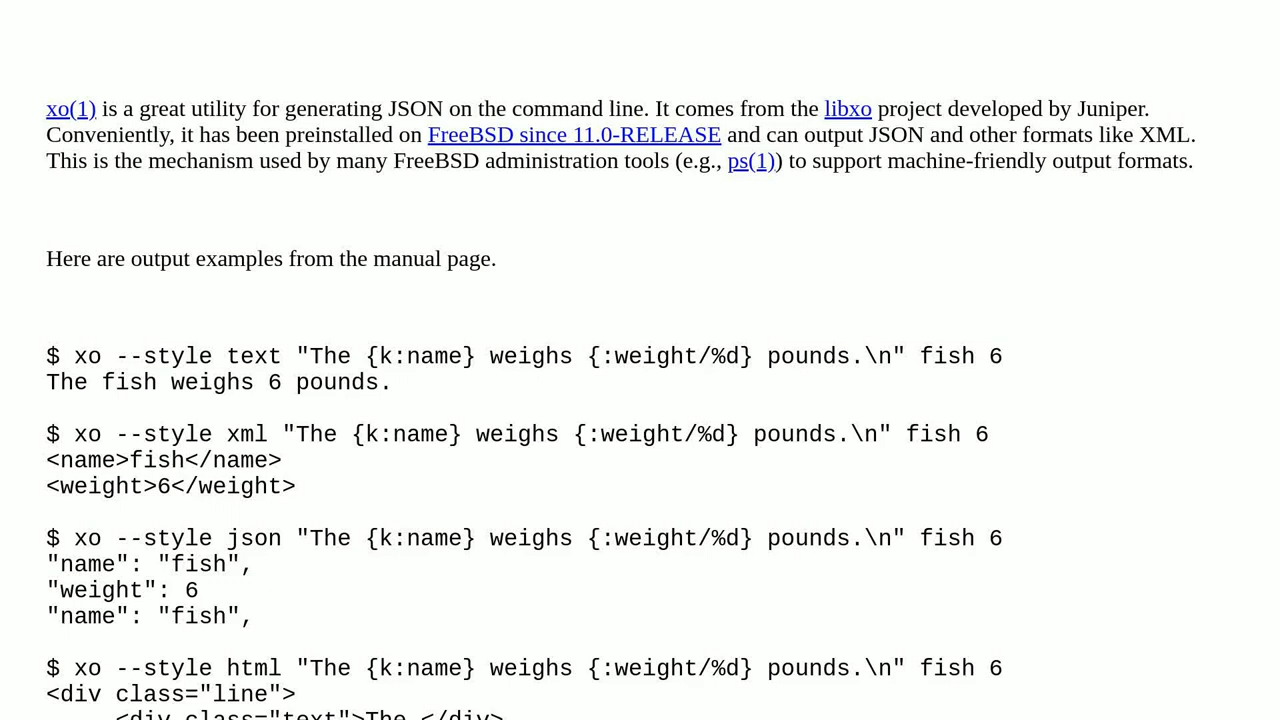 xo(1) is a great utility for generating JSON on the command line. It comes from the libxo project developed by Juniper.
Conveniently, it has been preinstalled on FreeBSD since 11.0-RELEASE and can output JSON and other formats like XML.
This is the mechanism used by many FreeBSD administration tools (e.g., ps(1)) to support machine-friendly output formats.
Here are output examples from the manual page.
$ xo --style text "The {k:name} weighs {:weight/%d} pounds.\n" fish 6
The fish weighs 6 pounds.
$ xo --style xml "The {k:name} weighs {:weight/%d} pounds.\n" fish 6
<name>fish</name>
<weight>6</weight>
$ xo --style json "The {k:name} weighs {:weight/%d} pounds.\n" fish 6
"name": "fish",
"weight": 6
"name": "fish",
$ xo --style html "The {k:name} weighs {:weight/%d} pounds.\n" fish 6
<div class="line">
<div class="text">The </div>